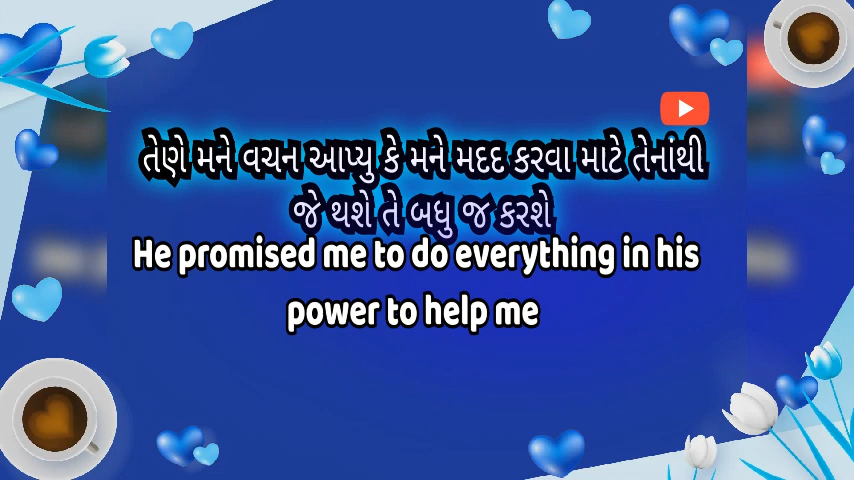 તેણે મને વચન આપ્યુ કે મને મદદ કરવા માટે તેનાંથી
જે થશે તે બધુ જ કરશે
He promised me to do everything in his
power to help me